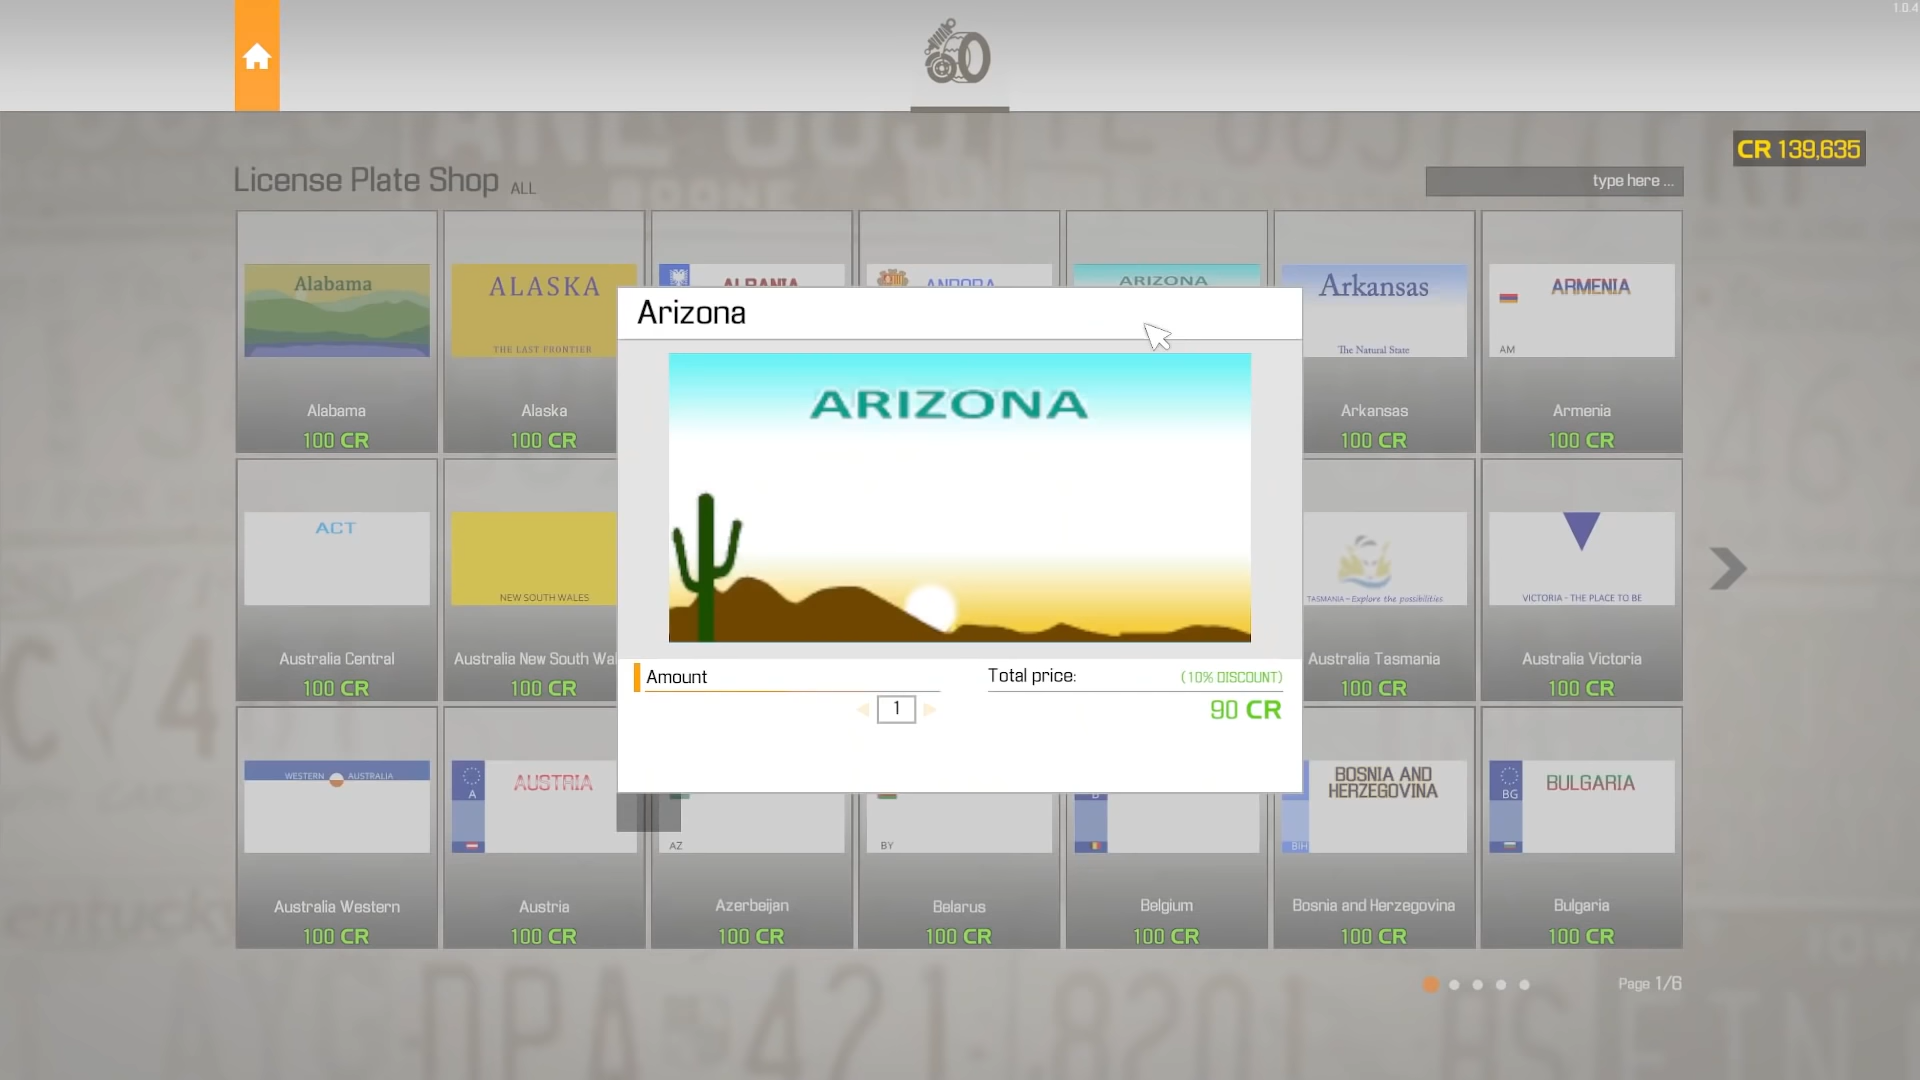 1.0.4
CR 139,635
License Plate Shop ALL
type here ...
Alabama
ALASKA
THE LAST FRONTIER
ALBANIA
ANDORA
ARIZONA
Arkansas
The Natural State
ARMENIA
AM
Alabama
100 CR
Alaska
100 CR
Arkansas
100 CR
Armenia
100 CR
Arizona
ARIZONA
Amount
1
Total price:
(10% DISCOUNT)
90 CR
ACT
NEW SOUTH WALES
TASMANIA - Explore the possibilities
VICTORIA - THE PLACE TO BE
Australia Central
100 CR
Australia New South Wal
100 CR
Australia Tasmania
100 CR
Australia Victoria
100 CR
WESTERN AUSTRALIA
A
AUSTRIA
AZ
BY
BIH
BOSNIA AND
HERZEGOVINA
BG
BULGARIA
Australia Western
100 CR
Austria
100 CR
Azerbeijan
100 CR
Belarus
100 CR
Belgium
100 CR
Bosnia and Herzegovina
100 CR
Bulgaria
100 CR
Page 1/6